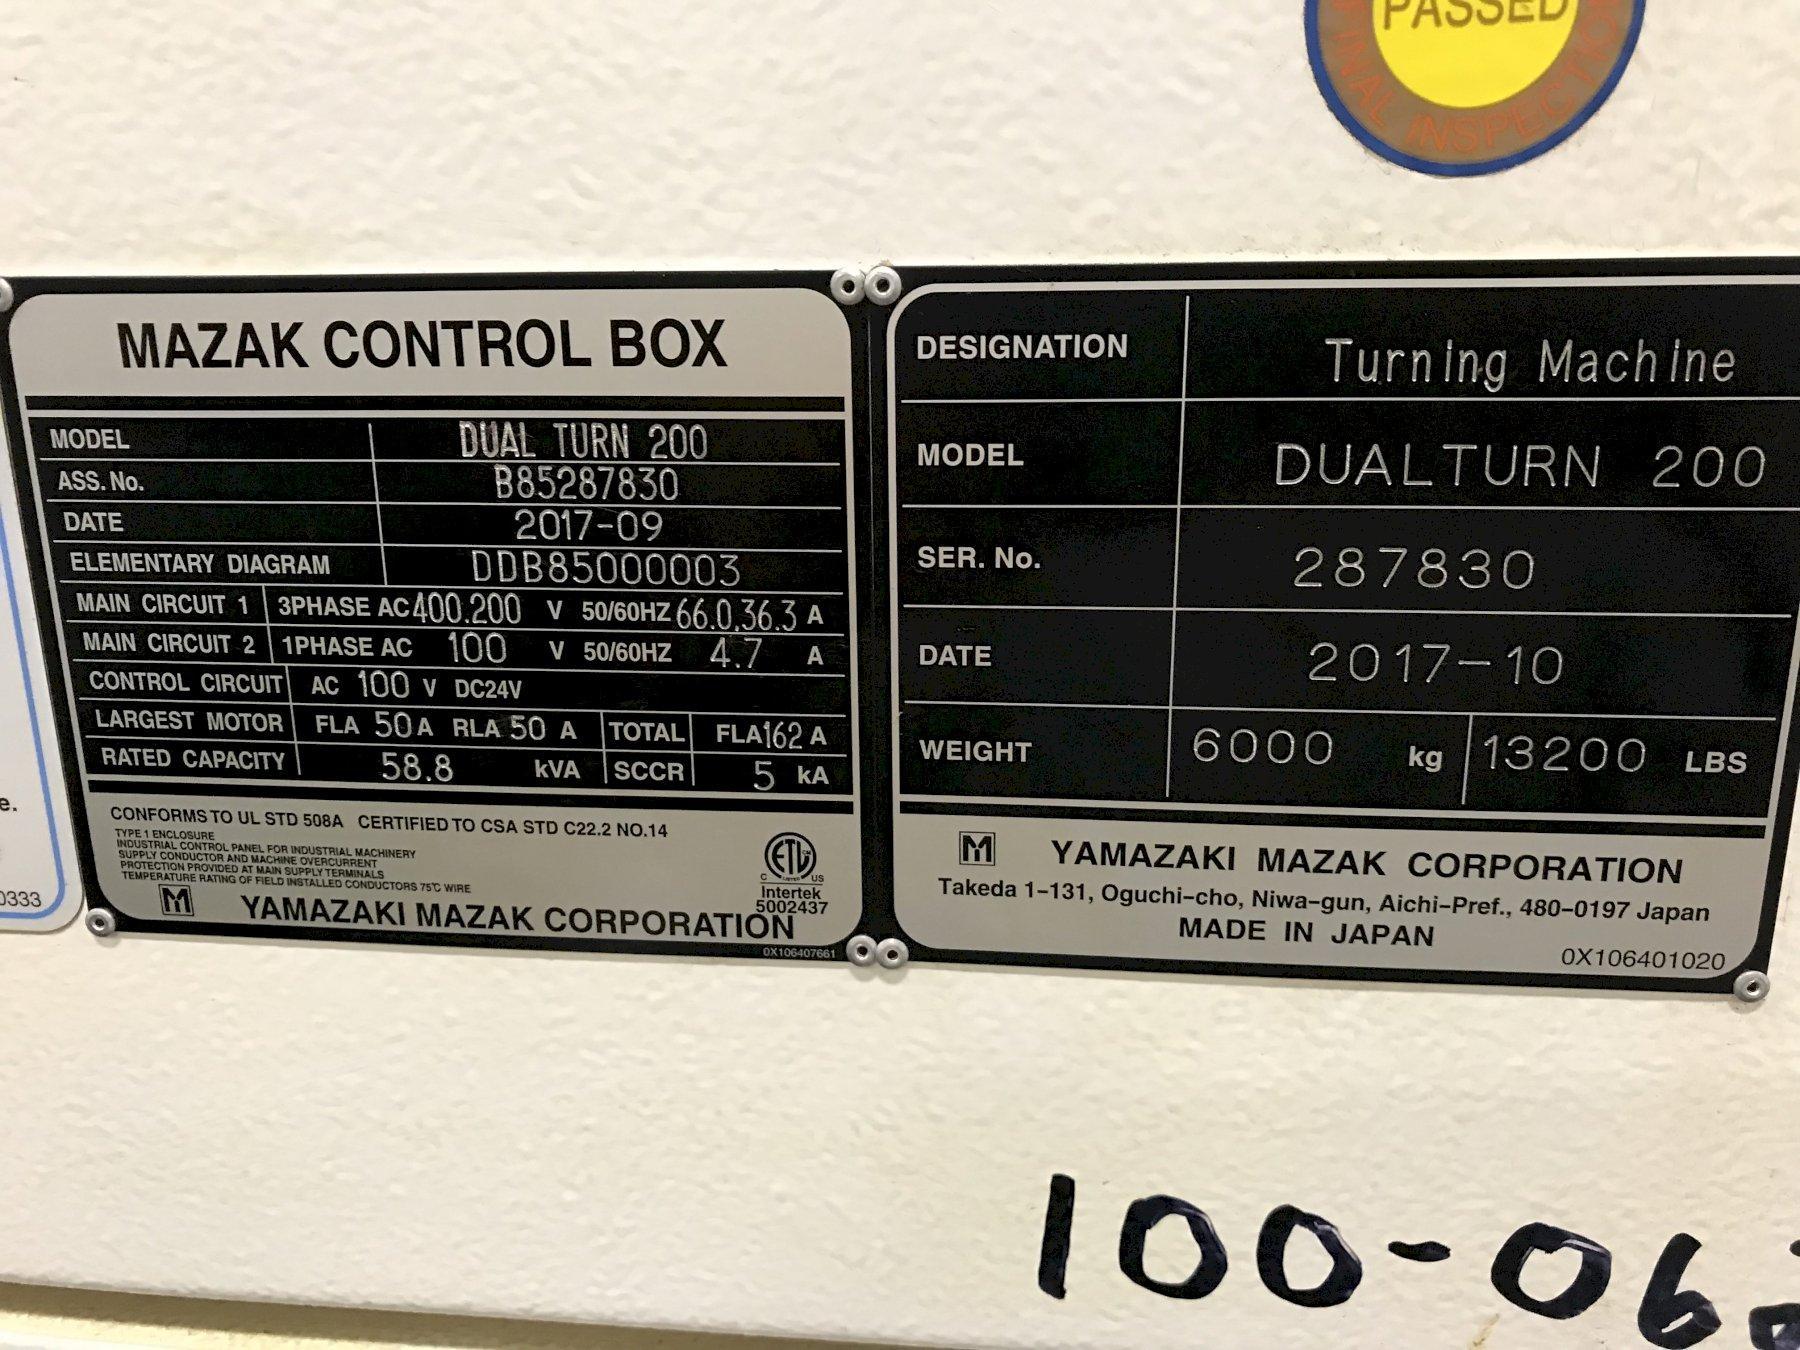 PASSED
FINAL INSPECTION
MAZAK CONTROL BOX
MODEL DUAL TURN 200
ASS. No. B85287830
DATE 2017-09
ELEMENTARY DIAGRAM DDB85000003
MAIN CIRCUIT 1 3PHASE AC 400.200 V 50/60HZ 66.0,36.3 A
MAIN CIRCUIT 2 1PHASE AC 100 V 50/60HZ 4.7 A
CONTROL CIRCUIT AC 100 V DC24V
LARGEST MOTOR FLA 50 A RLA 50 A TOTAL FLA 162 A
RATED CAPACITY 58.8 kVA SCCR 5 kA
CONFORMS TO UL STD 508A CERTIFIED TO CSA STD C22.2 NO.14
TYPE 1 ENCLOSURE
INDUSTRIAL CONTROL PANEL FOR INDUSTRIAL MACHINERY
SUPPLY CONDUCTOR AND MACHINE OVERCURRENT
PROTECTION PROVIDED AT MAIN SUPPLY TERMINALS
TEMPERATURE RATING OF FIELD INSTALLED CONDUCTORS 75℃ WIRE
ETL CM
C LISTED US
Intertek
5002437
M YAMAZAKI MAZAK CORPORATION
0X106407661
DESIGNATION Turning Machine
MODEL DUALTURN 200
SER. No. 287830
DATE 2017-10
WEIGHT 6000 kg 13200 LBS
M YAMAZAKI MAZAK CORPORATION
Takeda 1-131, Oguchi-cho, Niwa-gun, Aichi-Pref., 480-0197 Japan
MADE IN JAPAN
0X106401020
e.
0333
100-06